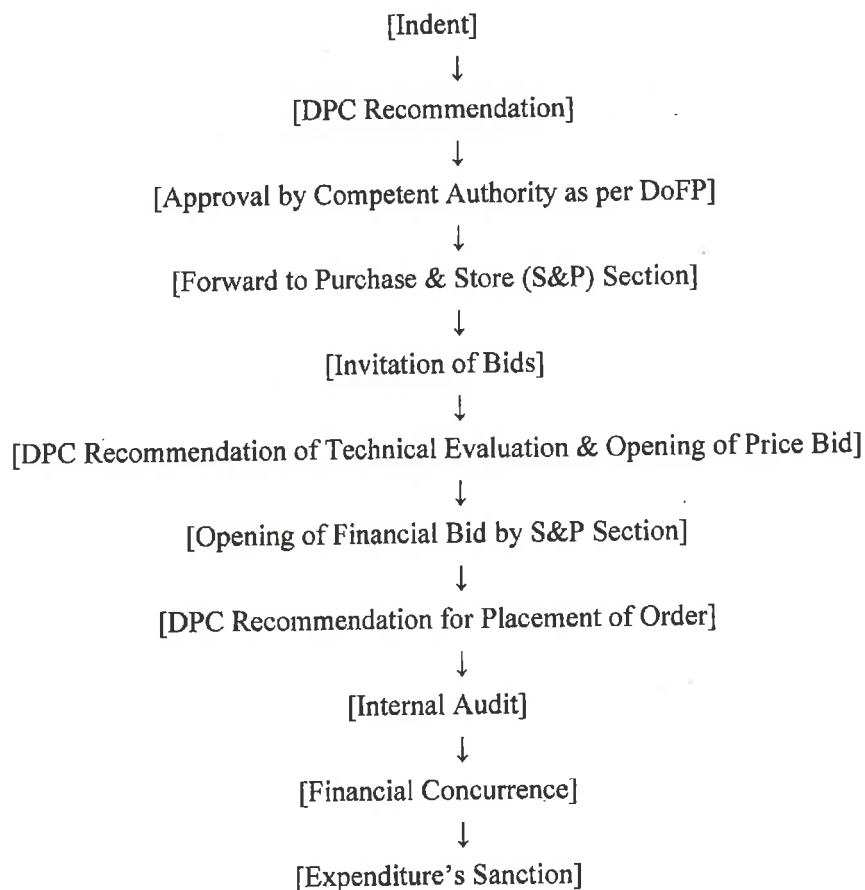 [Indent]
↓
[DPC Recommendation]
↓
[Approval by Competent Authority as per DoFP]
↓
[Forward to Purchase & Store (S&P) Section]
↓
[Invitation of Bids]
↓
[DPC Recommendation of Technical Evaluation & Opening of Price Bid]
↓
[Opening of Financial Bid by S&P Section]
↓
[DPC Recommendation for Placement of Order]
↓
[Internal Audit]
↓
[Financial Concurrence]
↓
[Expenditure's Sanction]